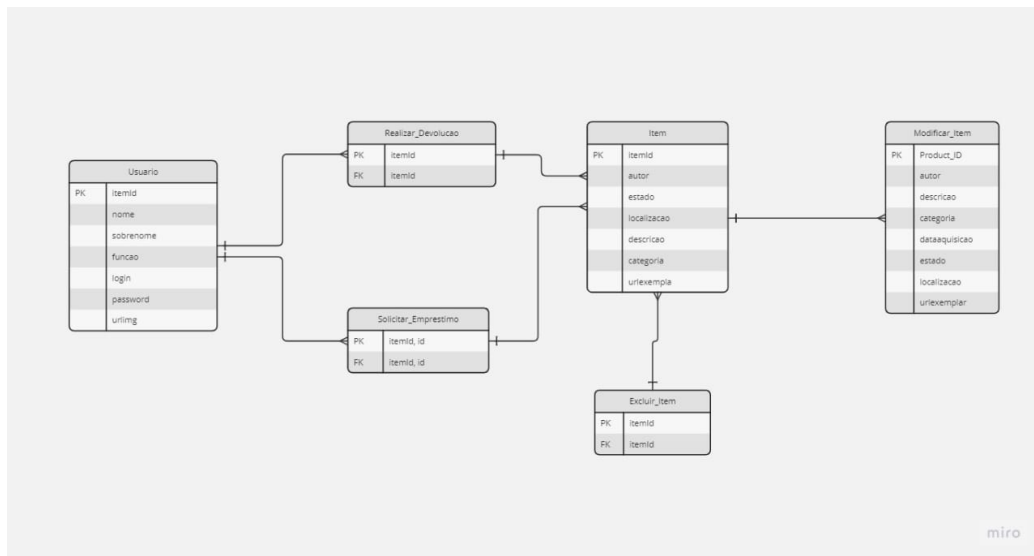 Usuario
PK itemId
nome
sobrenome
funcao
login
password
urlimg
Realizar_Devolucao
PK itemId
FK itemId
Solicitar_Emprestimo
PK itemId, id
FK itemId, id
Item
PK itemId
autor
estado
localizacao
descricao
categoria
urlexempla
Excluir_Item
PK itemId
FK itemId
Modificar_Item
PK Product_ID
autor
descricao
categoria
dataaquisicao
estado
localizacao
urlexemplar
miro